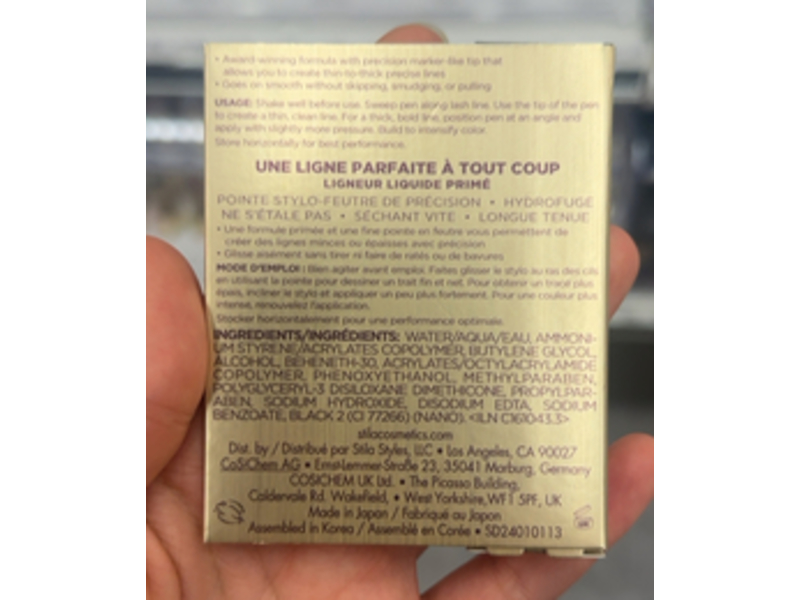 • Award-winning formula with precision marker-like tip that
allows you to create thin-to-thick precise lines
• Goes on smooth without skipping, smudging, or pulling
USAGE: Shake well before use. Sweep pen along lash line. Use the tip of the pen
to create a thin, clean line. For a thick, bold line, position pen at an angle and
apply with slightly more pressure. Build to intensify color.
Store horizontally for best performance.
UNE LIGNE PARFAITE À TOUT COUP
LIGNEUR LIQUIDE PRIMÉ
POINTE STYLO-FEUTRE DE PRÉCISION • HYDROFUGE
NE S'ÉTALE PAS • SÉCHANT VITE • LONGUE TENUE
• Une formule primée et une fine pointe en feutre vous permettent de
créer des lignes minces ou épaisses avec précision
• Glisse aisément sans tirer ni faire de ratés ou de bavures
MODE D'EMPLOI : Bien agiter avant emploi. Faites glisser le stylo au ras des cils
en utilisant la pointe pour dessiner un trait fin et net. Pour obtenir un tracé plus
épais, incliner le stylo et appliquer un peu plus fortement. Pour une couleur plus
intense, renouvelez l'application.
Stocker horizontalement pour une performance optimale.
INGREDIENTS/INGRÉDIENTS: WATER/AQUA/EAU, AMMONI-
UM STYRENE/ACRYLATES COPOLYMER, BUTYLENE GLYCOL,
ALCOHOL, BEHENETH-30, ACRYLATES/OCTYLACRYLAMIDE
COPOLYMER, PHENOXYETHANOL, METHYLPARABEN,
POLYGLYCERYL-3 DISILOXANE DIMETHICONE, PROPYLPAR-
ABEN, SODIUM HYDROXIDE, DISODIUM EDTA, SODIUM
BENZOATE, BLACK 2 (CI 77266) (NANO). <ILN C161043.3>
stilacosmetics.com
Dist. by / Distribué par Stila Styles, LLC • Los Angeles, CA 90027
CoSiChem AG • Ernst-Lemmer-Straße 23, 35041 Marburg, Germany
COSICHEM UK Ltd. • The Picasso Building,
Caldervale Rd. Wakefield, • West Yorkshire,WF1 5PF, UK
Made in Japan / Fabriqué au Japon
Assembled in Korea / Assemblé en Corée • SD24010113